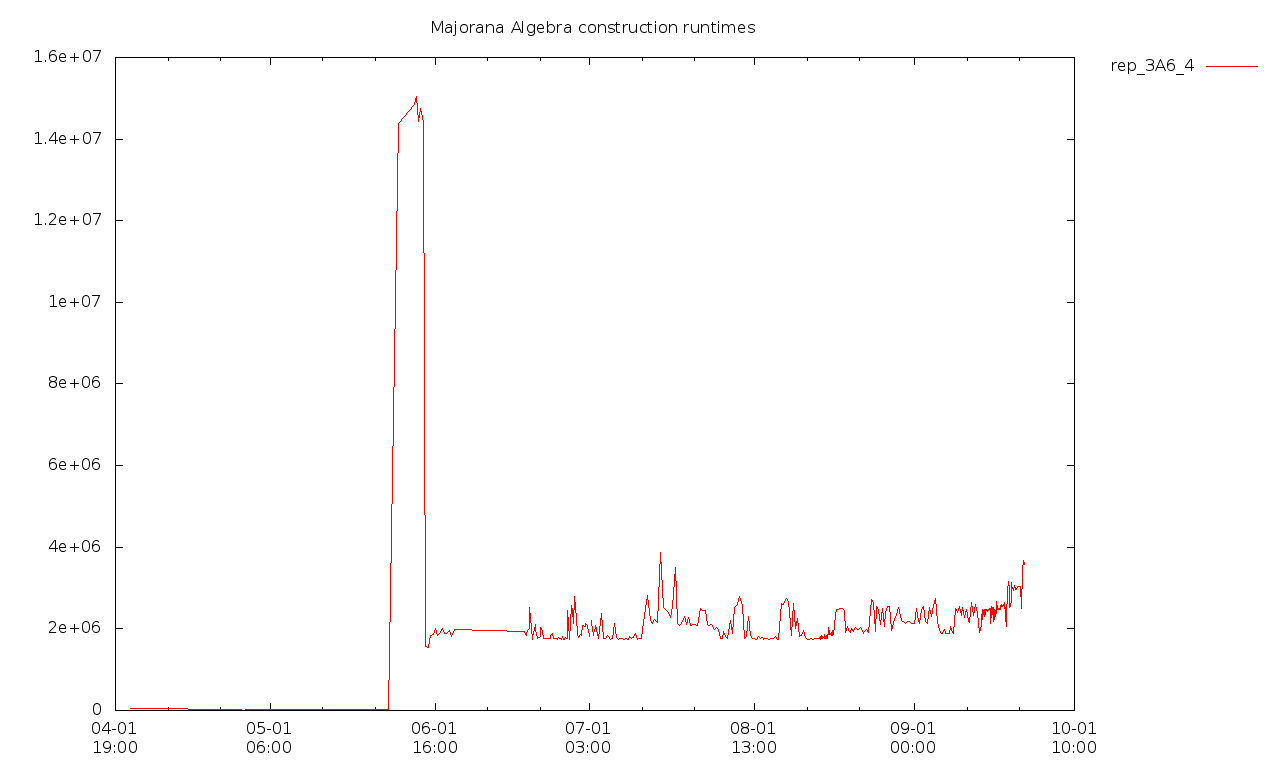 Majorana Algebra construction runtimes
rep_3A6_4
1.6e+07
1.4e+07
1.2e+07
1e+07
8e+06
6e+06
4e+06
2e+06
0
04-01 05-01 06-01 07-01 08-01 09-01 10-01
19:00 06:00 16:00 03:00 13:00 00:00 10:00